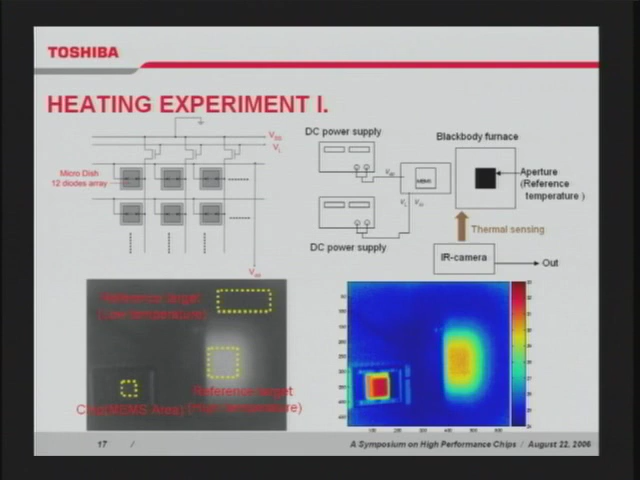 TOSHIBA
HEATING EXPERIMENT I.
Micro Dish
12 diodes array
DC power supply
Blackbody furnace
MEMS
Aperture
(Reference
temperature )
Thermal sensing
DC power supply
IR-camera
Out
Reference target
(Low temperature)
Reference target
(High temperature)
Chip(MSMS Area)
17 /
A Symposium on High Performance Chips / August 22, 2006